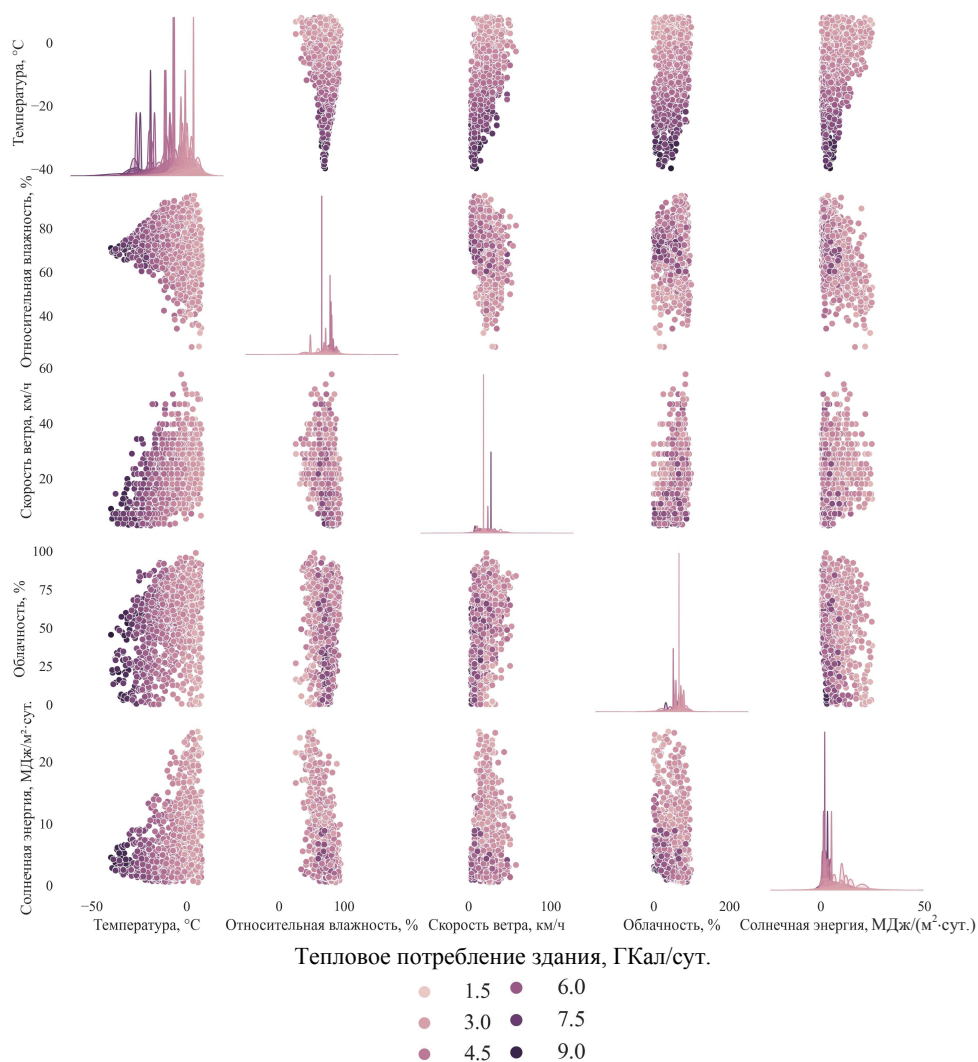 Температура, °C
0
−20
−40
Относительная влажность, %
80
60
40
Скорость ветра, км/ч
60
40
20
Облачность, %
100
75
50
25
0
Солнечная энергия, МДж/м²·сут.
20
10
0
−50 0 0 100 0 100 0 200 0 50
Температура, °C Относительная влажность, % Скорость ветра, км/ч Облачность, % Солнечная энергия, МДж/(м²·сут.)
Тепловое потребление здания, ГКал/сут.
1.5 6.0
3.0 7.5
4.5 9.0